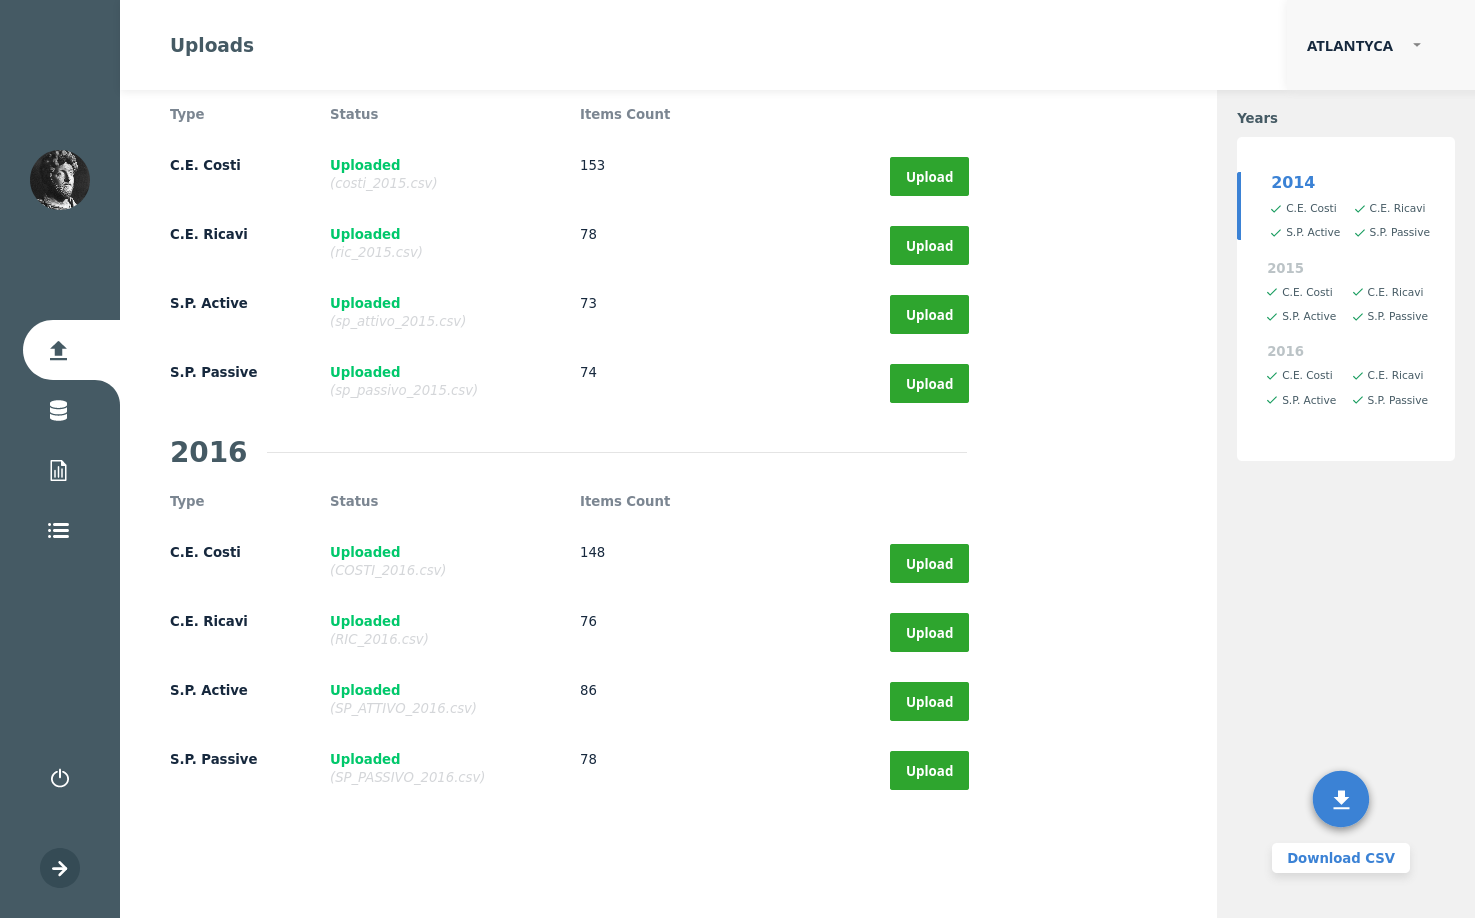 Uploads
ATLANTYCA
Type Status Items Count
C.E. Costi Uploaded 153 Upload
(costi_2015.csv)
C.E. Ricavi Uploaded 78 Upload
(ric_2015.csv)
S.P. Active Uploaded 73 Upload
(sp_attivo_2015.csv)
S.P. Passive Uploaded 74 Upload
(sp_passivo_2015.csv)
2016
Type Status Items Count
C.E. Costi Uploaded 148 Upload
(COSTI_2016.csv)
C.E. Ricavi Uploaded 76 Upload
(RIC_2016.csv)
S.P. Active Uploaded 86 Upload
(SP_ATTIVO_2016.csv)
S.P. Passive Uploaded 78 Upload
(SP_PASSIVO_2016.csv)
Years
2014
C.E. Costi C.E. Ricavi
S.P. Active S.P. Passive
2015
C.E. Costi C.E. Ricavi
S.P. Active S.P. Passive
2016
C.E. Costi C.E. Ricavi
S.P. Active S.P. Passive
Download CSV